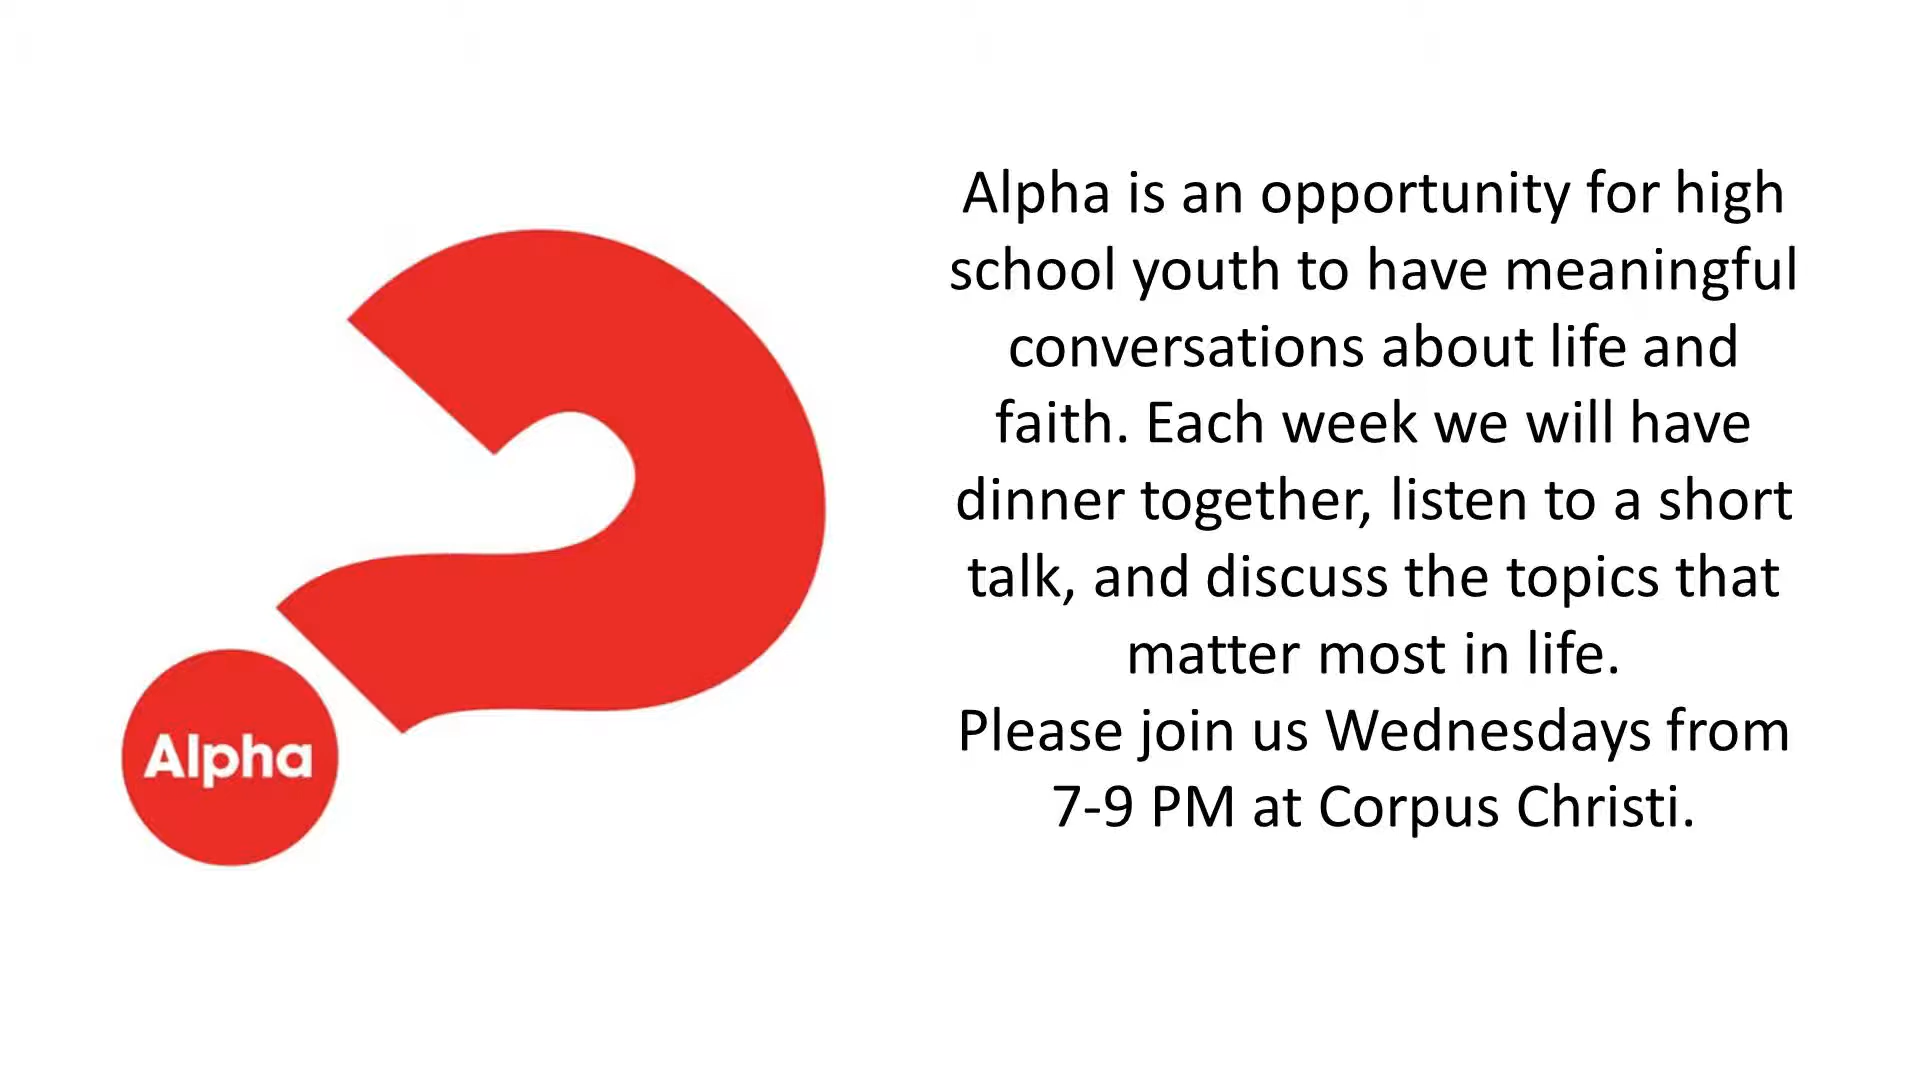 Alpha
Alpha is an opportunity for high
school youth to have meaningful
conversations about life and
faith. Each week we will have
dinner together, listen to a short
talk, and discuss the topics that
matter most in life.
Please join us Wednesdays from
7-9 PM at Corpus Christi.